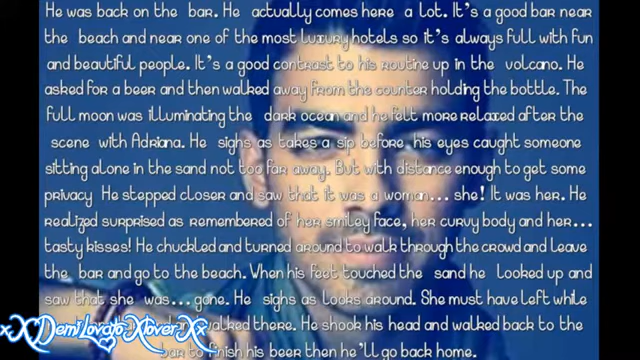 He was back on the bar. He actually comes here a lot. It's a good bar near
the beach and near one of the most luxury hotels so it's always full with fun
and beautiful people. It's a good contrast to his routine up in the volcano. He
asked for a beer and then walked away from the counter holding the bottle. The
full moon was illuminating the dark ocean and he felt more relaxed after the
scene with Adriana. He sighs as takes a sip before his eyes caught someone
sitting alone in the sand not too far away. But with distance enough to get some
privacy He stepped closer and saw that it was a woman... she! It was her. He
realized surprised as remembered of her smiley face, her curvy body and her...
tasty kisses! He chuckled and turned around to walk through the crowd and leave
the bar and go to the beach. When his feet touched the sand he looked up and
saw that she was... gone. He sighs as looks around. She must have left while
walked there. He shook his head and walked back to the
bar to finish his beer then he'll go back home.
xX DemiLovato Xlover Xx